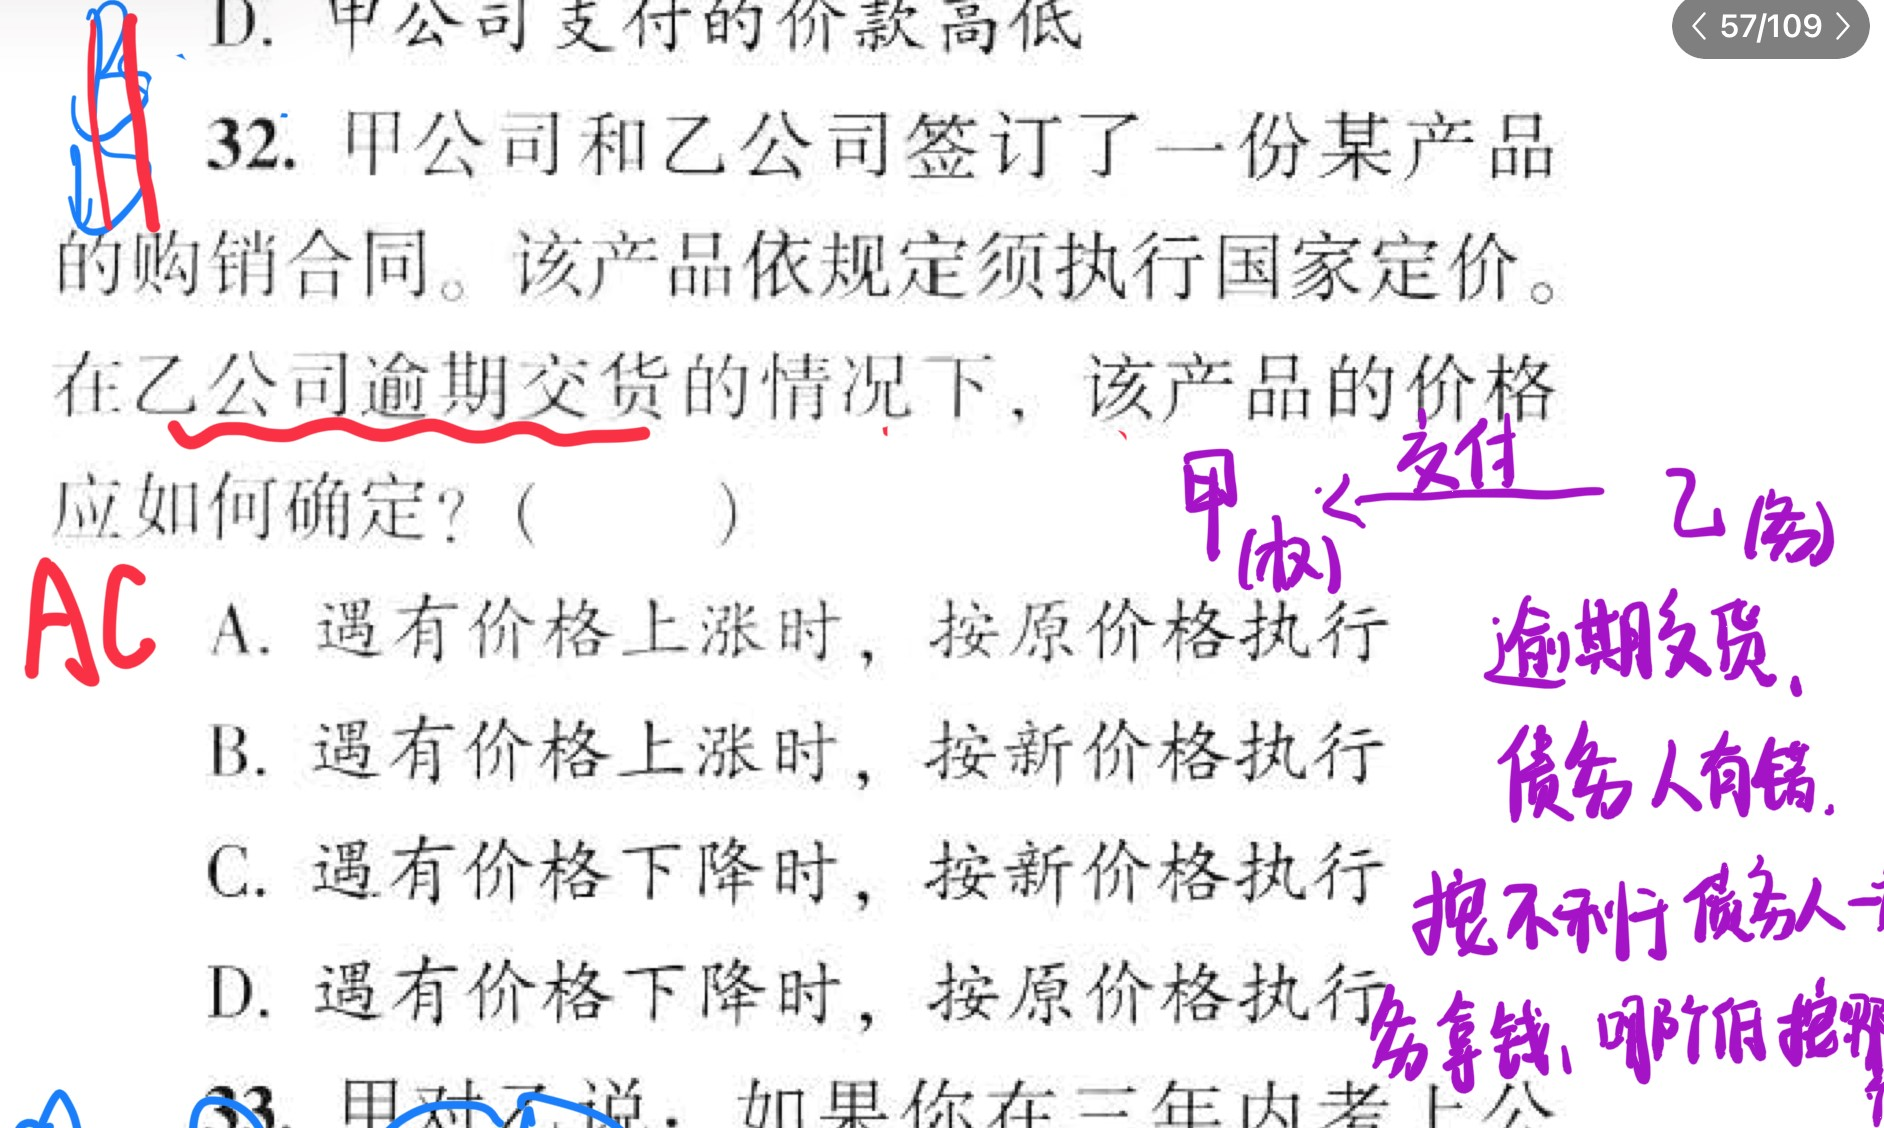 D. 甲公司支付的价款高低
57/109
32. 甲公司和乙公司签订了一份某产品
的购销合同。该产品依规定须执行国家定价。
在乙公司逾期交货的情况下，该产品的价格
应如何确定？（　　）
甲(权) 交付 乙(务)
AC
A. 遇有价格上涨时，按原价格执行
逾期交货、
B. 遇有价格上涨时，按新价格执行
债务人有错.
C. 遇有价格下降时，按新价格执行
按不利于债务人一
D. 遇有价格下降时，按原价格执行
务拿钱、哪个低按哪
33. 甲对乙说：如果你在三年内考上公